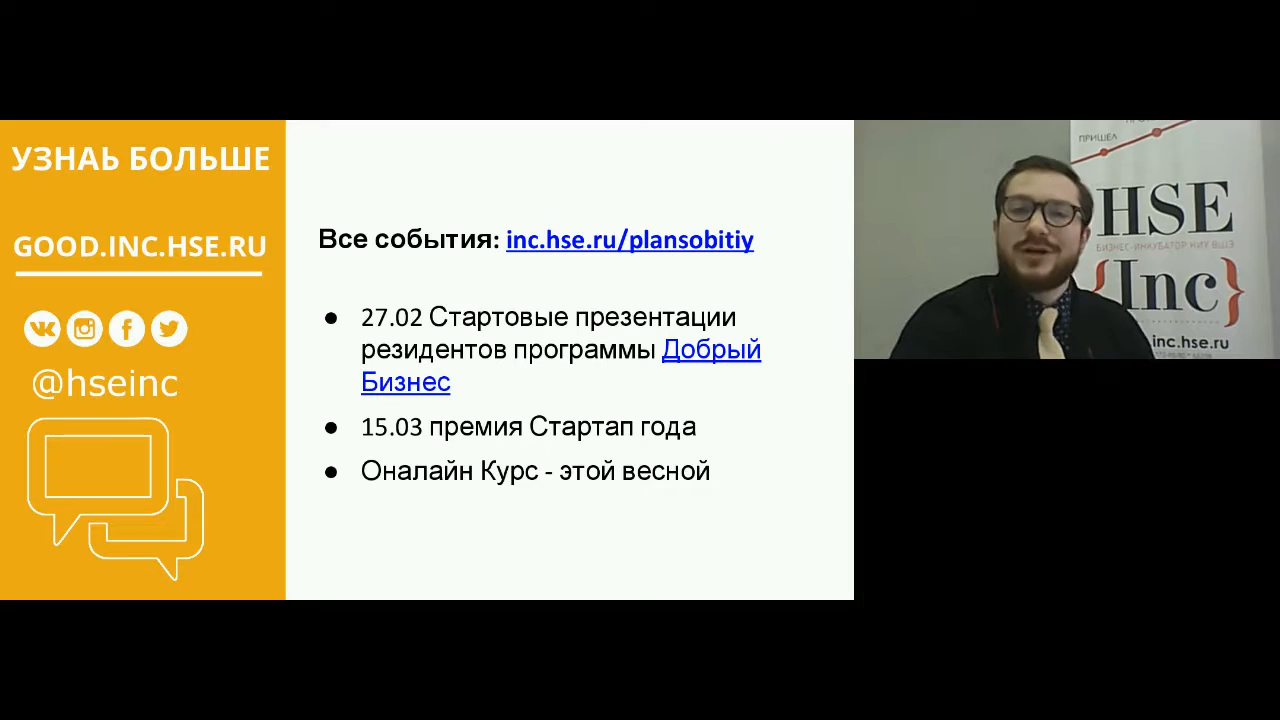 УЗНАЬ БОЛЬШЕ
GOOD.INC.HSE.RU
@hseinc
Все события: inc.hse.ru/plansobitiy
● 27.02 Стартовые презентации
резидентов программы Добрый
Бизнес
● 15.03 премия Стартап года
● Оналайн Курс - этой весной
ПРИШЁЛ
HSE
БИЗНЕС-ИНКУБАТОР НИУ ВШЭ
{Inc}
inc.hse.ru